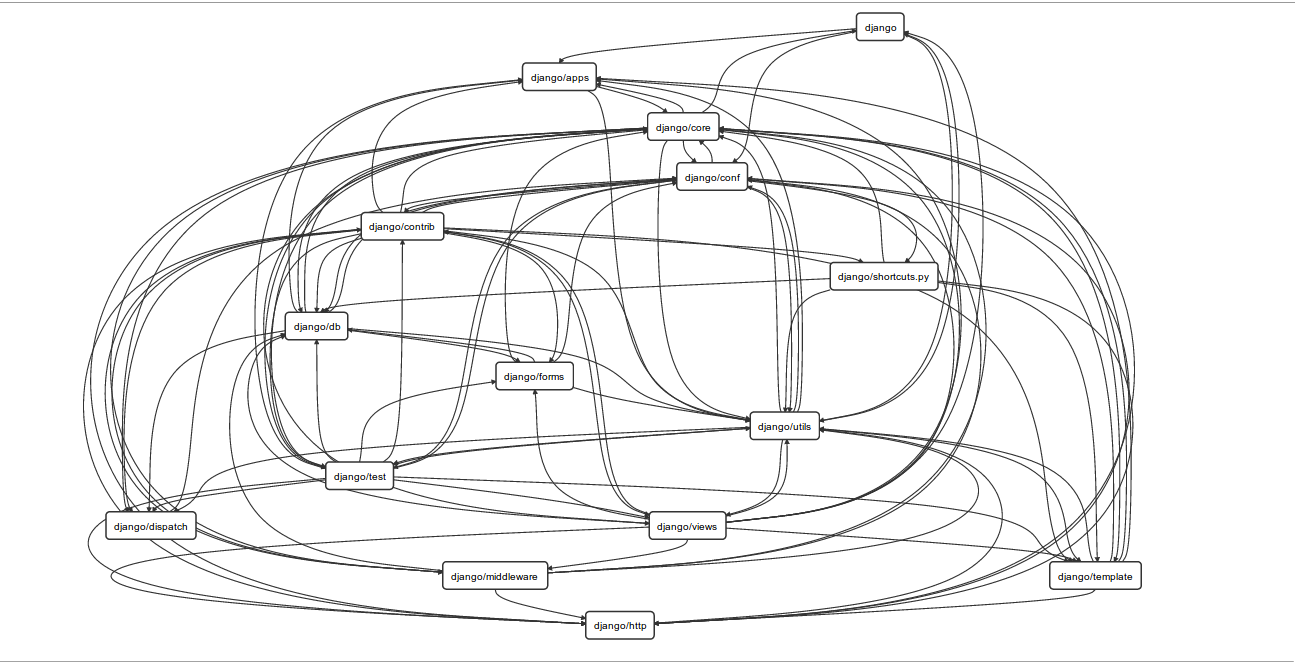 django
django/apps
django/core
django/conf
django/contrib
django/shortcuts.py
django/db
django/forms
django/utils
django/test
django/dispatch
django/views
django/middleware
django/template
django/http